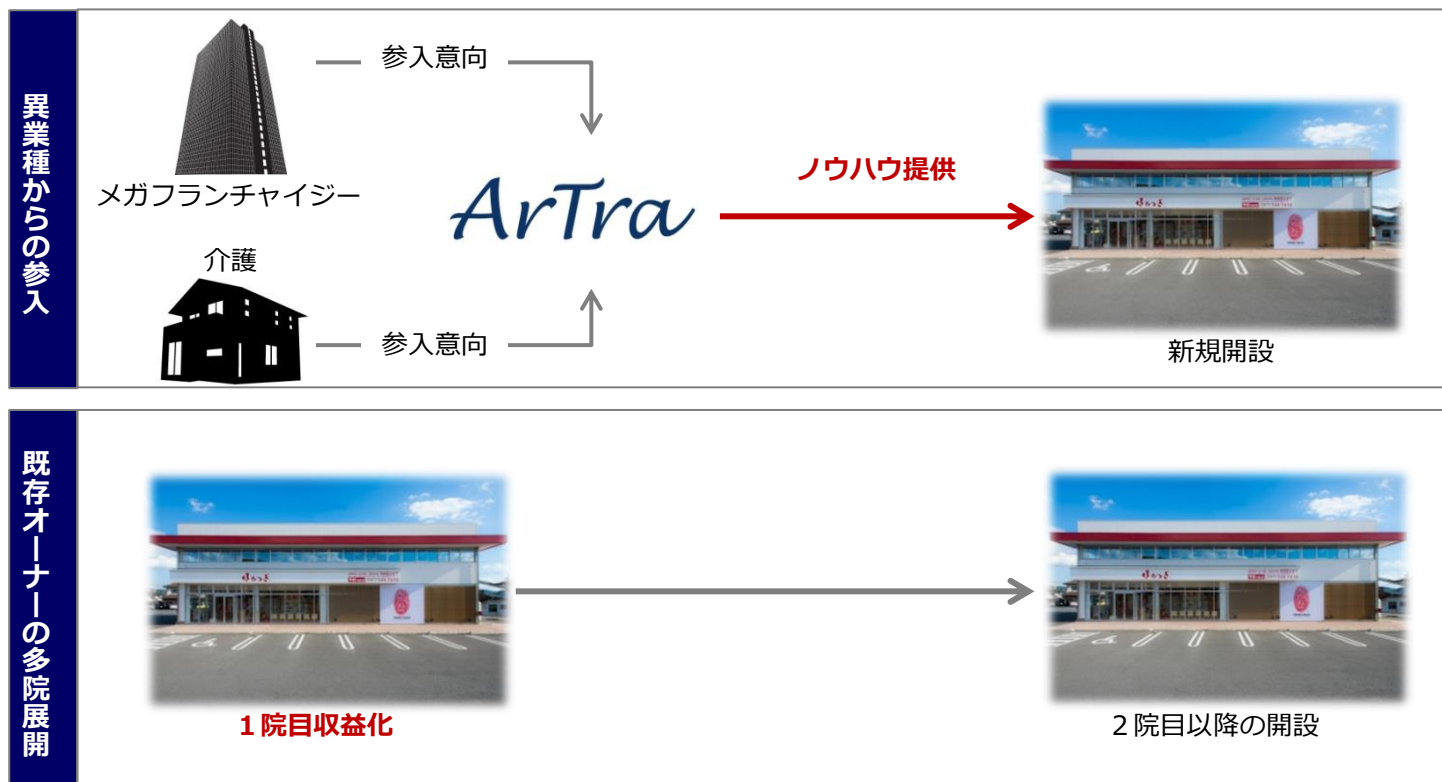 異業種からの参入
参入意向
メガフランチャイジー
ArTra
ノウハウ提供
介護
参入意向
新規開設
既存オーナーの多院展開
１院目収益化
２院目以降の開設